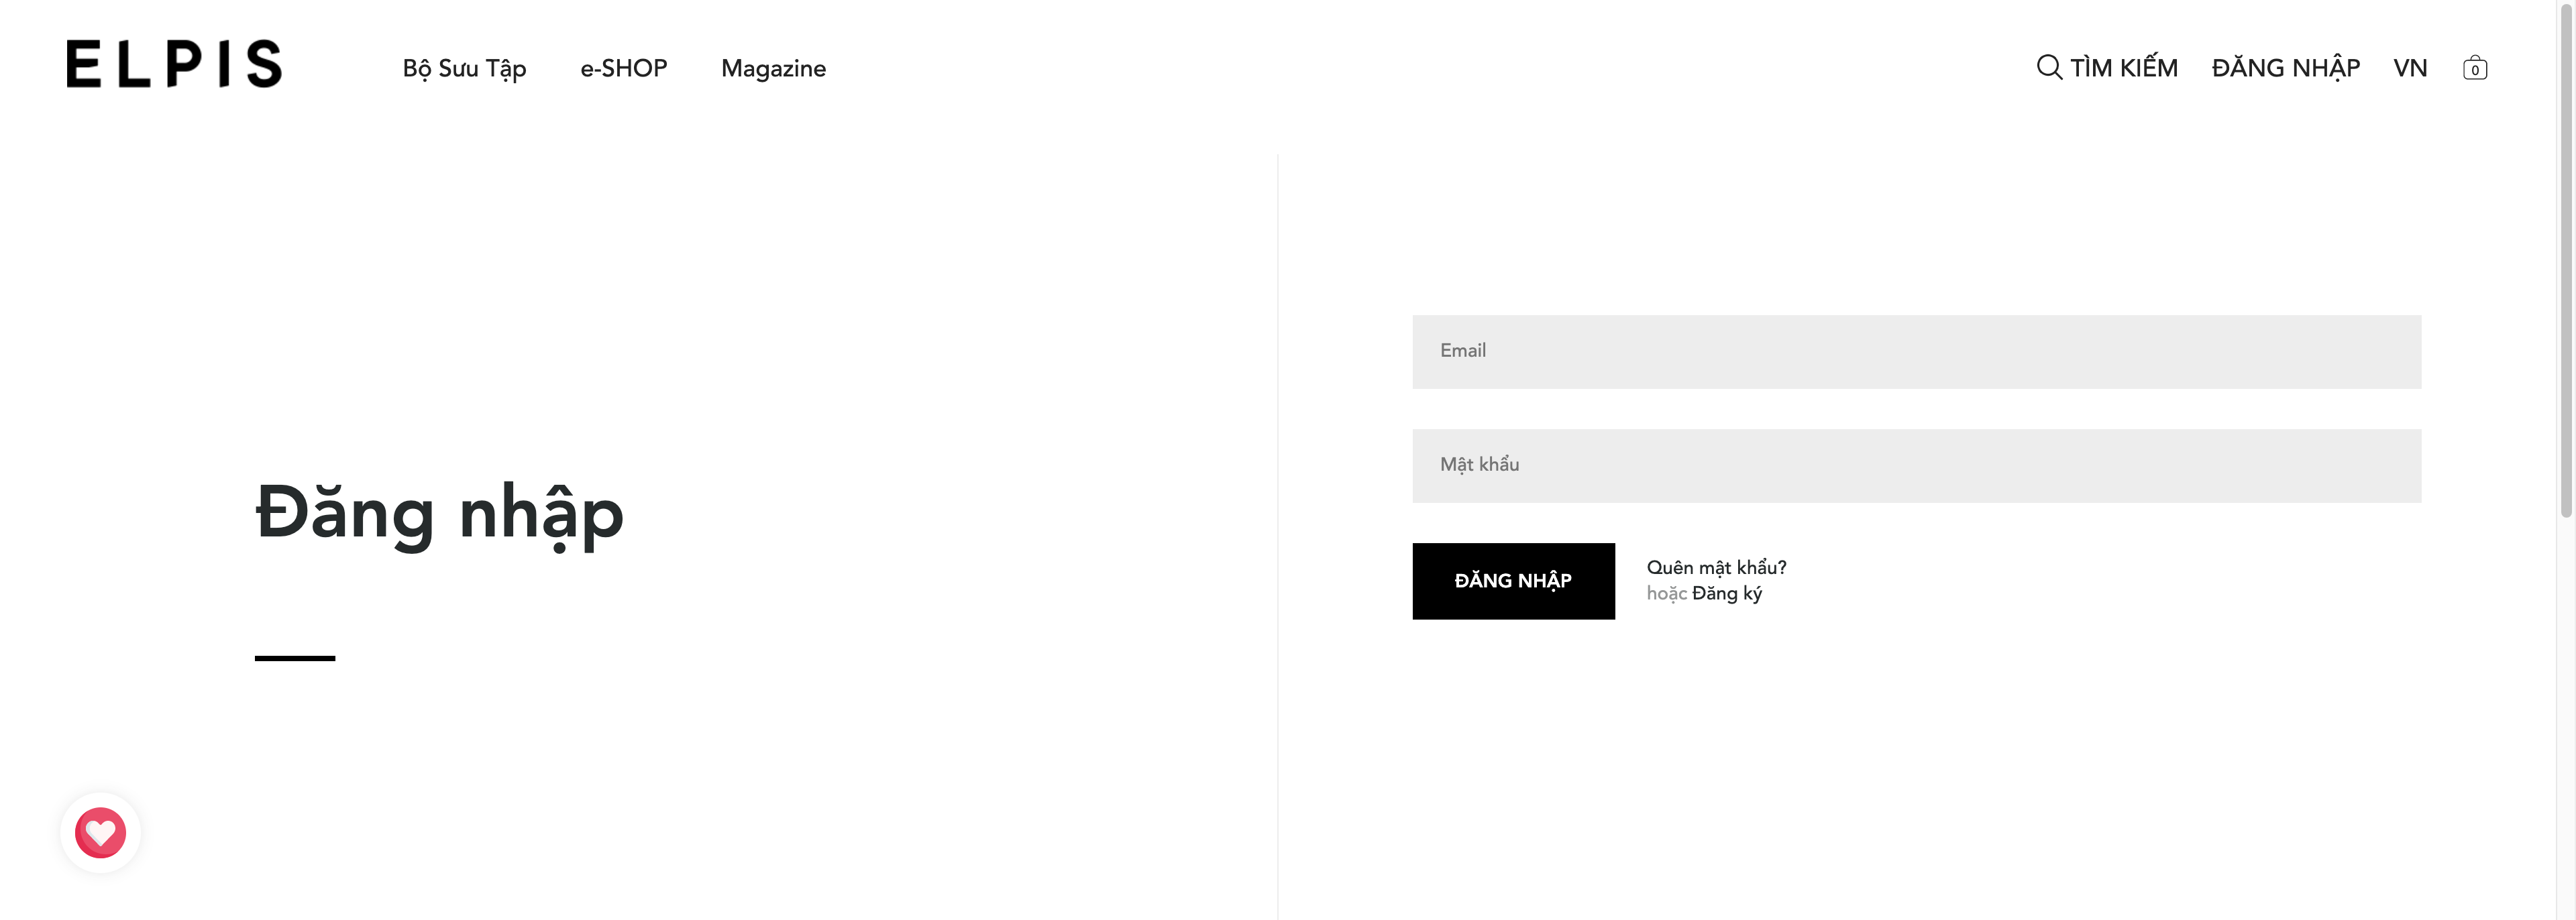 ELPIS
Bộ Sưu Tập e-SHOP Magazine
TÌM KIẾM ĐĂNG NHẬP VN 0
Đăng nhập
Email
Mật khẩu
ĐĂNG NHẬP
Quên mật khẩu?
hoặc Đăng ký